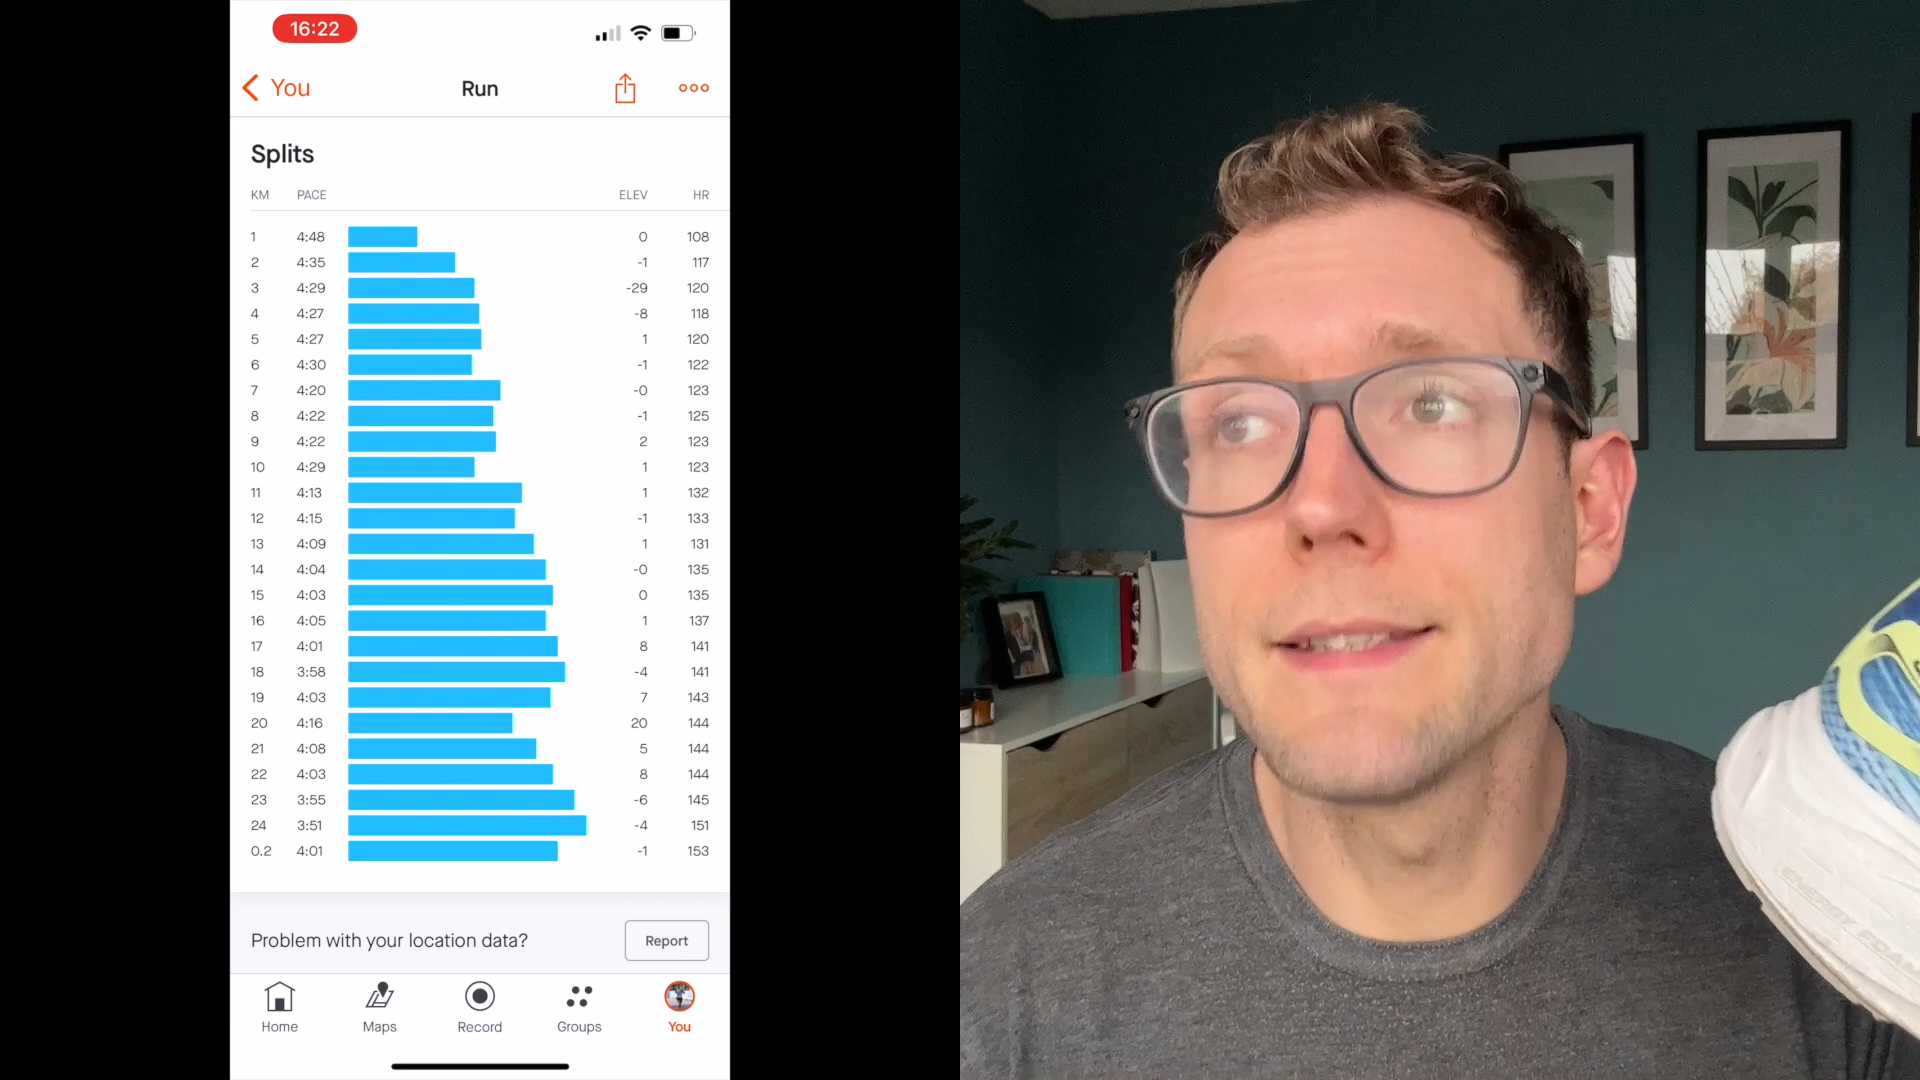 16:22
You
Run
Splits
KM PACE ELEV HR
1 4:48 0 108
2 4:35 -1 117
3 4:29 -29 120
4 4:27 -8 118
5 4:27 1 120
6 4:30 -1 122
7 4:20 -0 123
8 4:22 -1 125
9 4:22 2 123
10 4:29 1 123
11 4:13 1 132
12 4:15 -1 133
13 4:09 1 131
14 4:04 -0 135
15 4:03 0 135
16 4:05 1 137
17 4:01 8 141
18 3:58 -4 141
19 4:03 7 143
20 4:16 20 144
21 4:08 5 144
22 4:03 8 144
23 3:55 -6 145
24 3:51 -4 151
0.2 4:01 -1 153
Problem with your location data?
Report
Home Maps Record Groups You
ENERGY FOAM